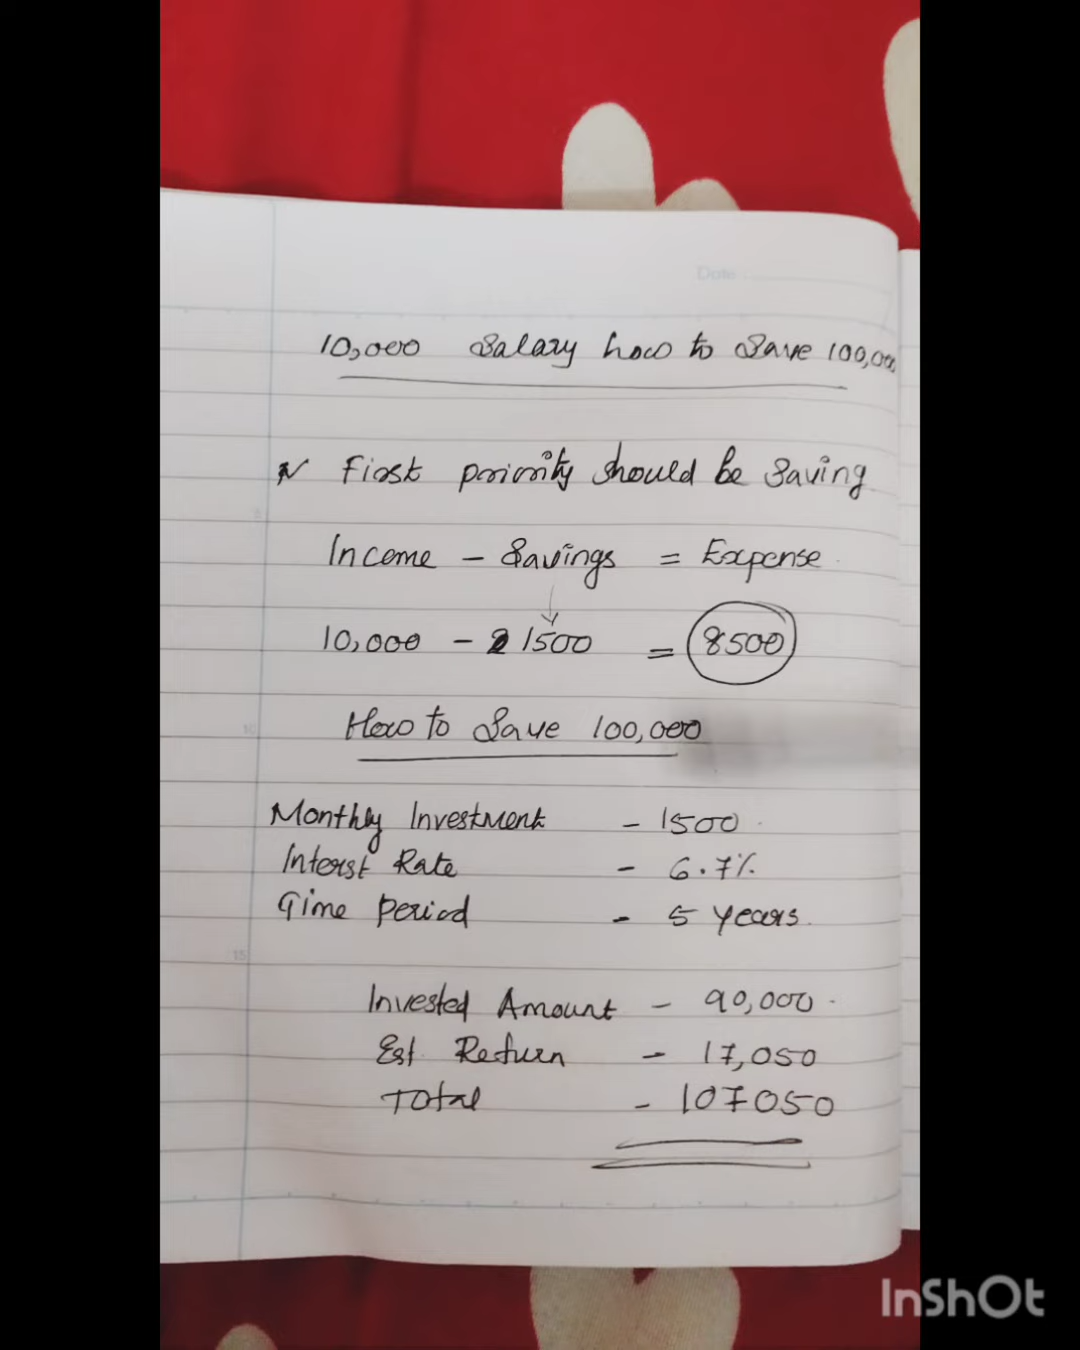 Date
10,000 Salary how to Save 100,000
First priority should be Saving
Income - Savings = Expense
10,000 - 1500 = 8500
How to Save 100,000
Monthly Investment - 1500
Interst Rate - 6.7%
Time period - 5 years.
Invested Amount - 90,000
Est. Return - 17,050
Total - 107050
InShOt